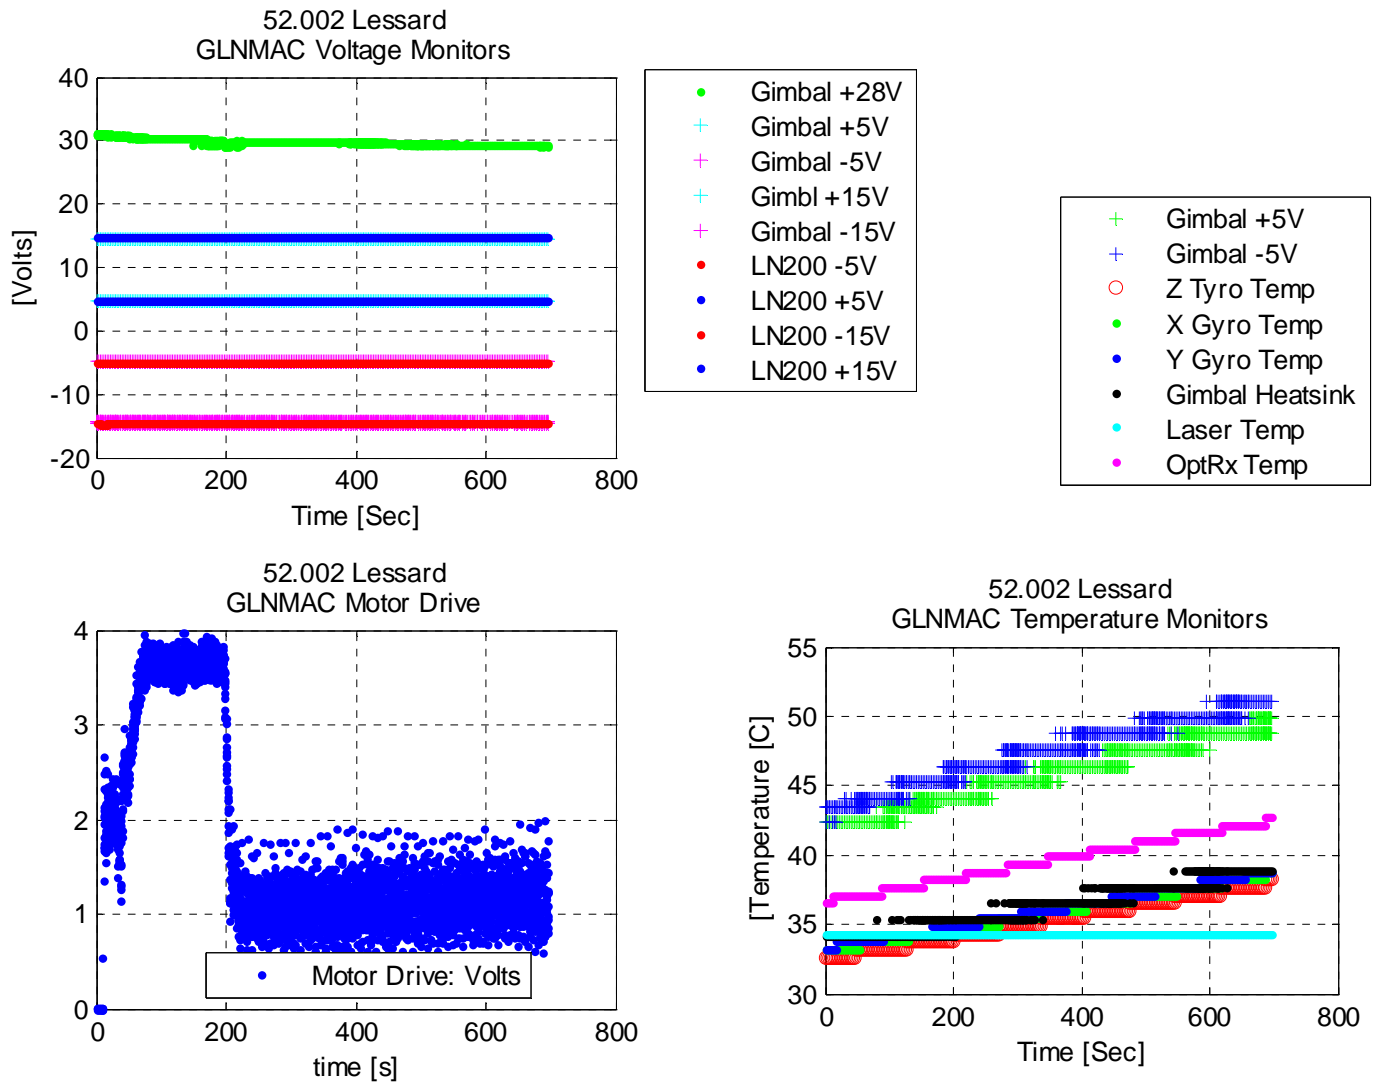 52.002 Lessard
GLNMAC Voltage Monitors
40
30
20
10
0
-10
-20
[Volts]
0
200
400
600
800
Time [Sec]
Gimbal +28V
Gimbal +5V
Gimbal -5V
Gimbl +15V
Gimbal -15V
LN200 -5V
LN200 +5V
LN200 -15V
LN200 +15V
Gimbal +5V
Gimbal -5V
Z Tyro Temp
X Gyro Temp
Y Gyro Temp
Gimbal Heatsink
Laser Temp
OptRx Temp
52.002 Lessard
GLNMAC Motor Drive
4
3
2
1
0
Motor Drive: Volts
0
200
400
600
800
time [s]
52.002 Lessard
GLNMAC Temperature Monitors
55
50
45
40
35
30
[Temperature [C]
0
200
400
600
800
Time [Sec]